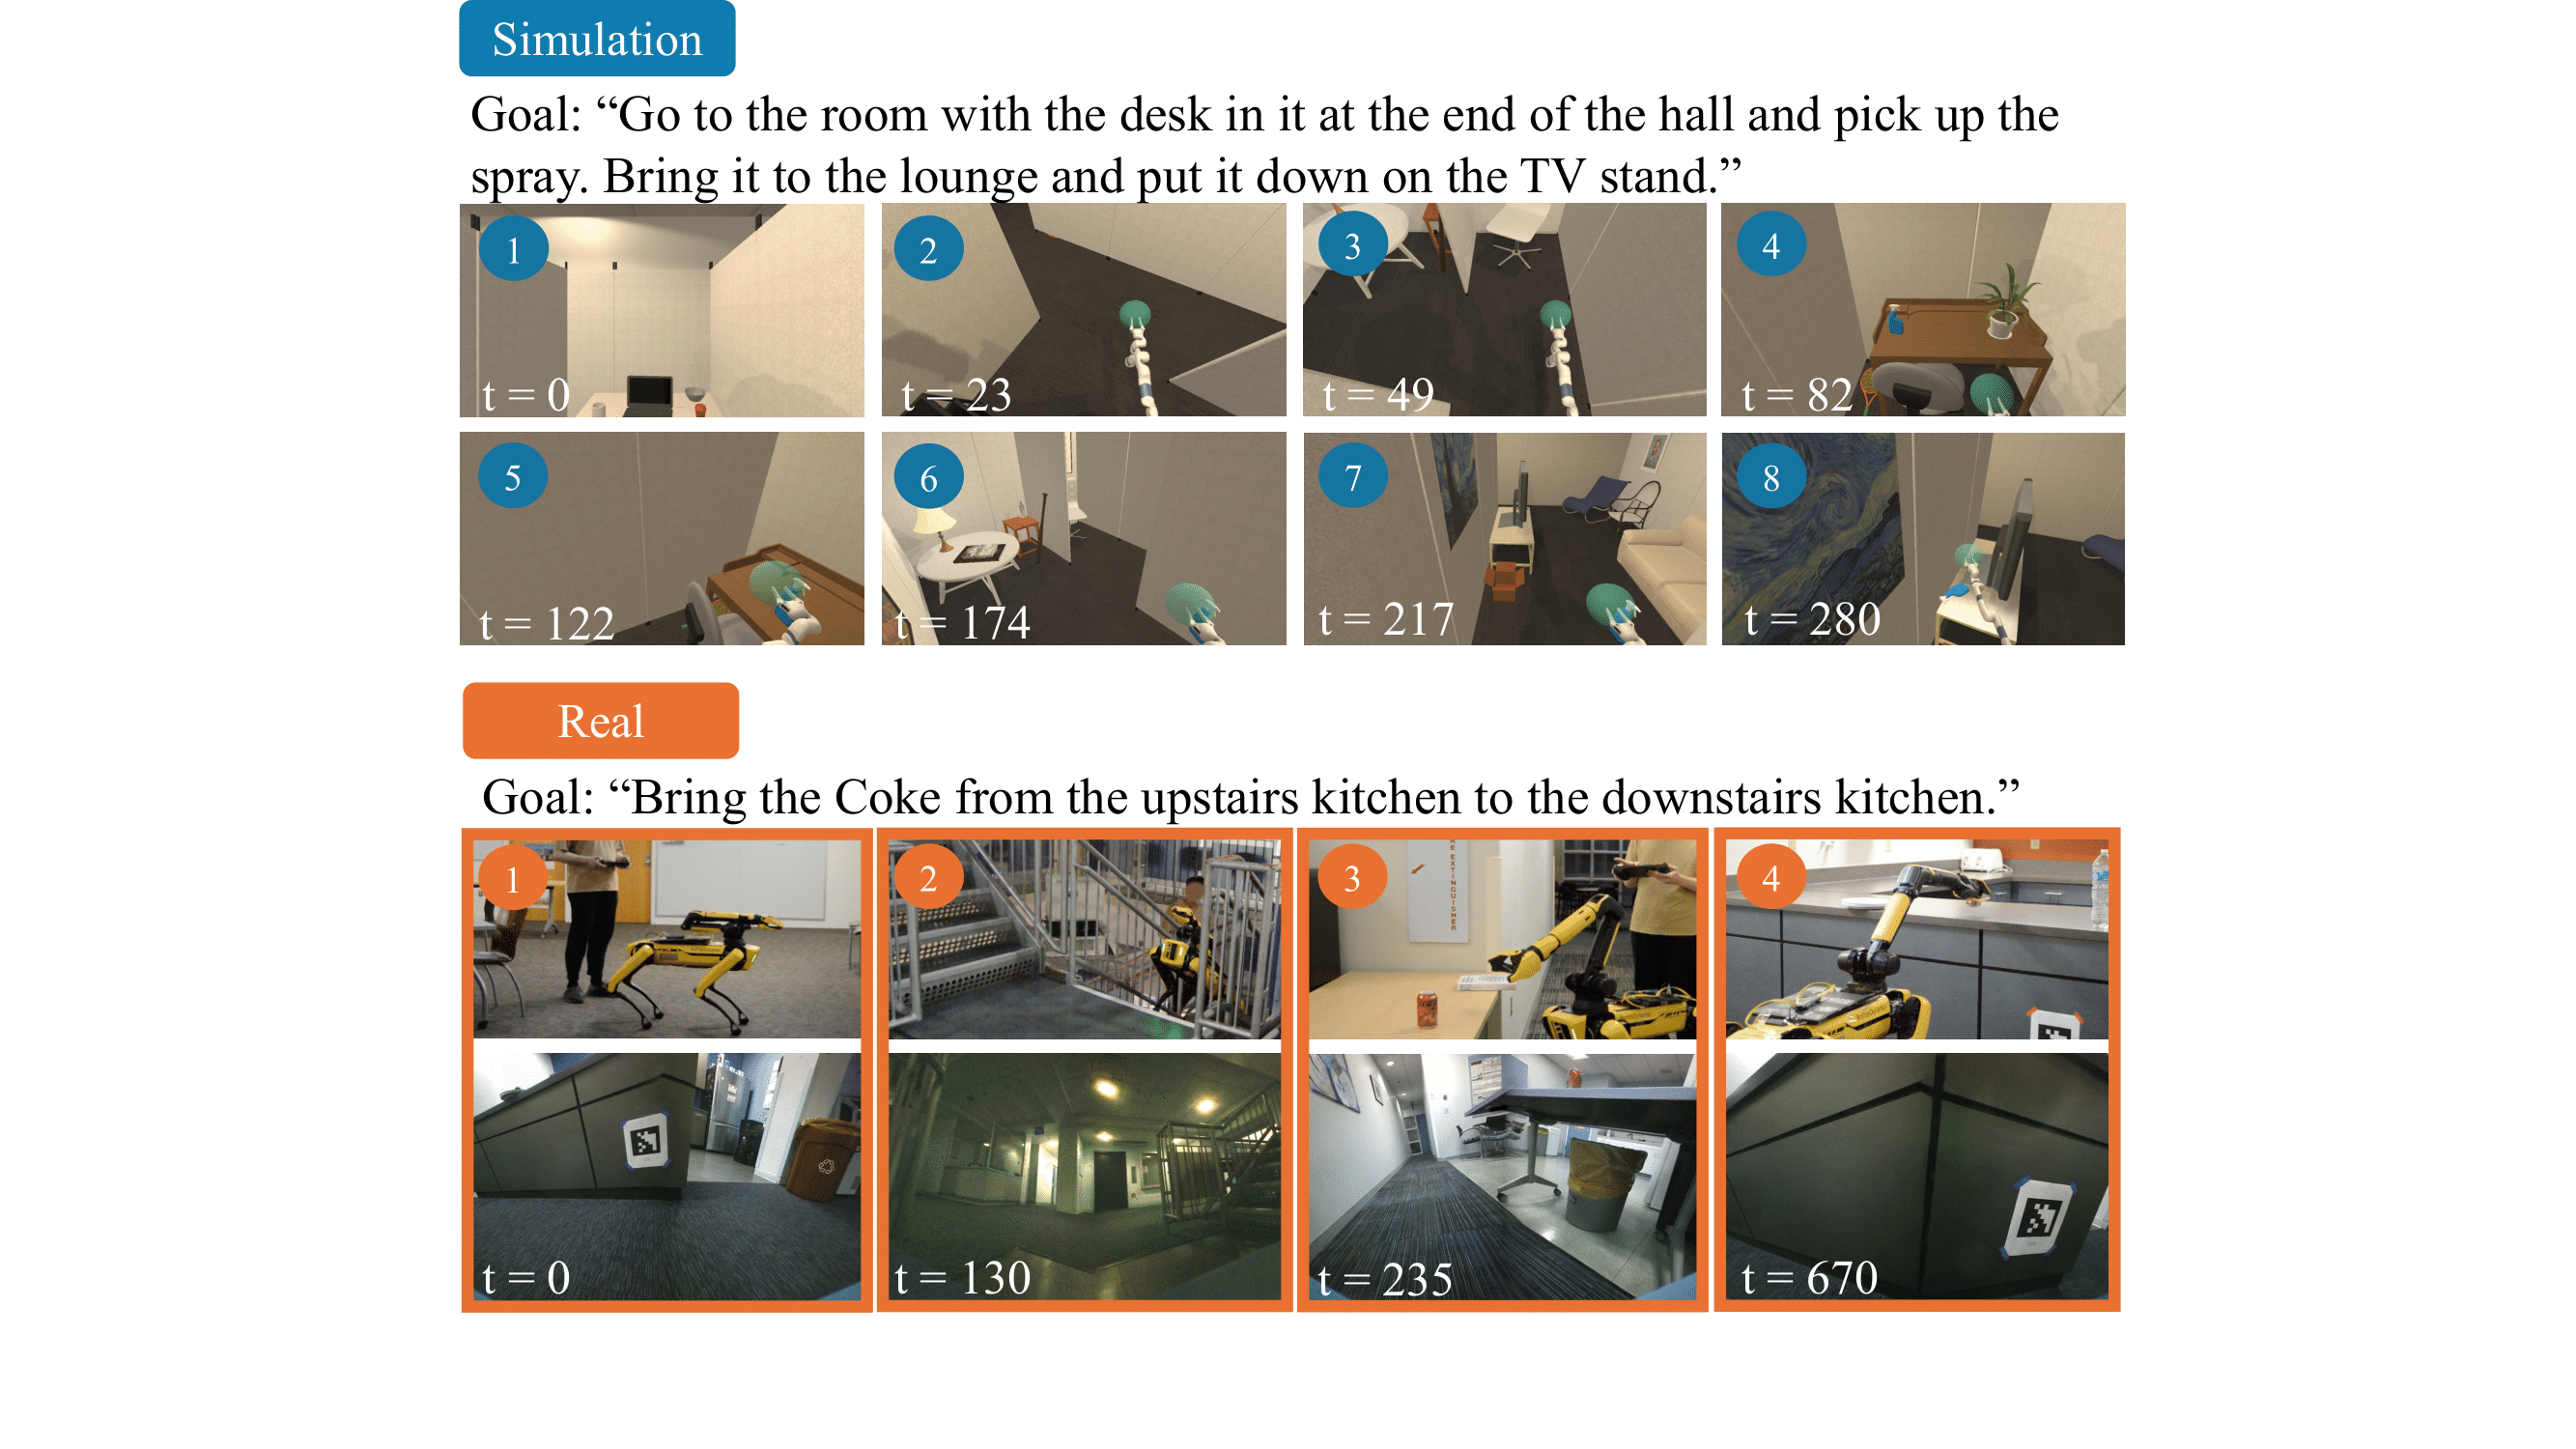 Simulation
Goal: “Go to the room with the desk in it at the end of the hall and pick up the
spray. Bring it to the lounge and put it down on the TV stand.”
1
t = 0
2
t = 23
3
t = 49
4
t = 82
5
t = 122
6
t = 174
7
t = 217
8
t = 280
Real
Goal: “Bring the Coke from the upstairs kitchen to the downstairs kitchen.”
1
2
3
RE EXTINGUISHER
4
t = 0
t = 130
t = 235
t = 670